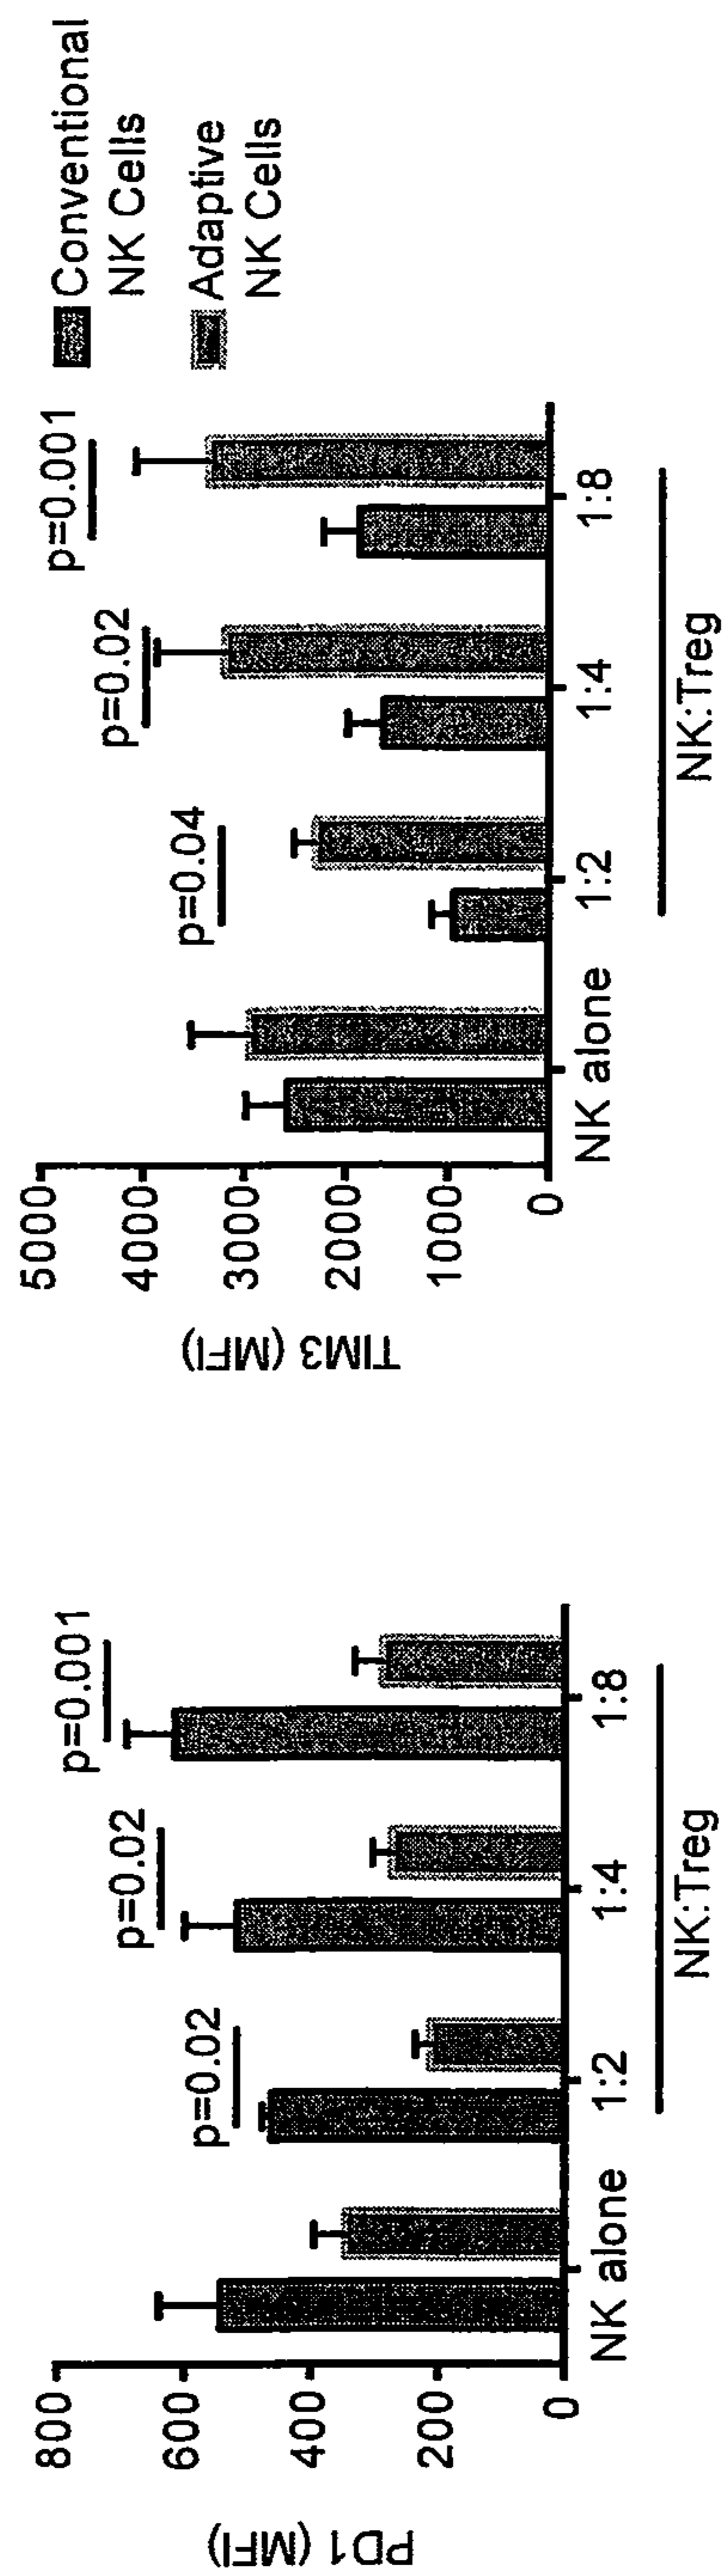 PD1 (MFI)
800
600
400
200
0
p=0.02
p=0.02
p=0.001
NK alone
1:2
1:4
1:8
NK:Treg
TIM3 (MFI)
5000
4000
3000
2000
1000
0
p=0.04
p=0.02
p=0.001
NK alone
1:2
1:4
1:8
NK:Treg
Conventional
NK Cells
Adaptive
NK Cells